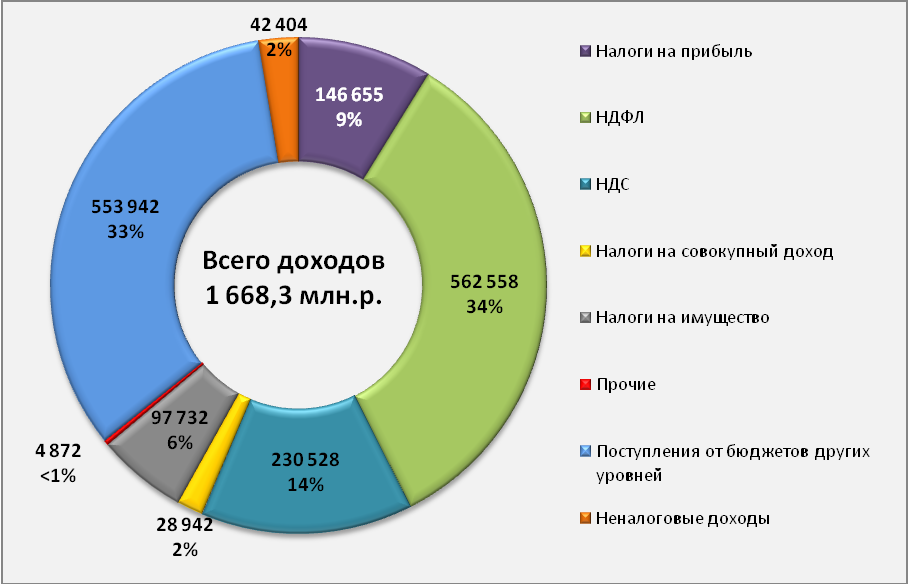 42 404
2%
146 655
9%
553 942
33%
562 558
34%
Всего доходов
1 668,3 млн.р.
97 732
6%
4 872
<1%
230 528
14%
28 942
2%
Налоги на прибыль
НДФЛ
НДС
Налоги на совокупный доход
Налоги на имущество
Прочие
Поступления от бюджетов других
уровней
Неналоговые доходы